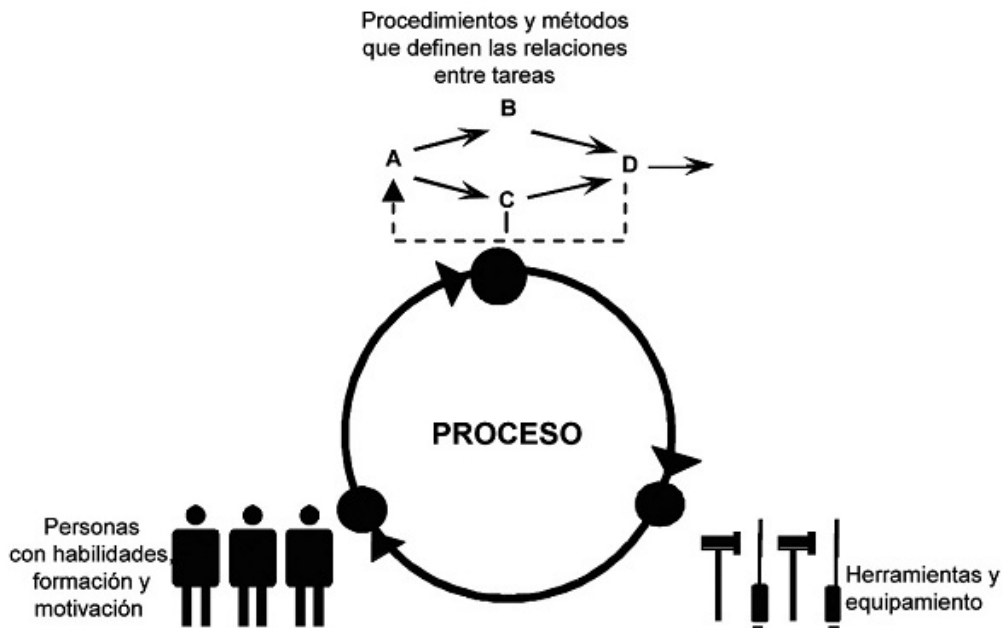 Procedimientos y métodos
que definen las relaciones
entre tareas
B
A
D
C
PROCESO
Personas
con habilidades,
formación y
motivación
Herramientas y
equipamiento